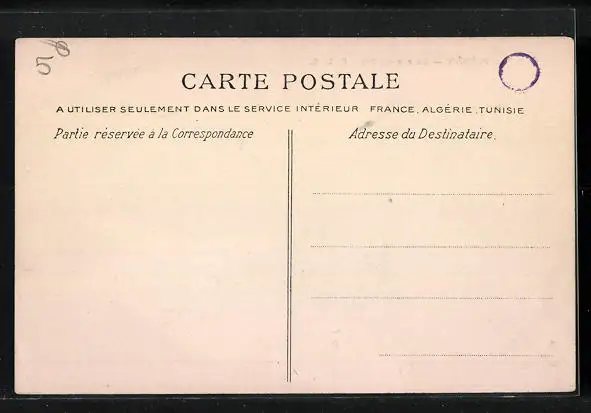 CARTE POSTALE
A UTILISER SEULEMENT DANS LE SERVICE INTÉRIEUR FRANCE, ALGÉRIE, TUNISIE
Partie réservée à la Correspondance
Adresse du Destinataire.